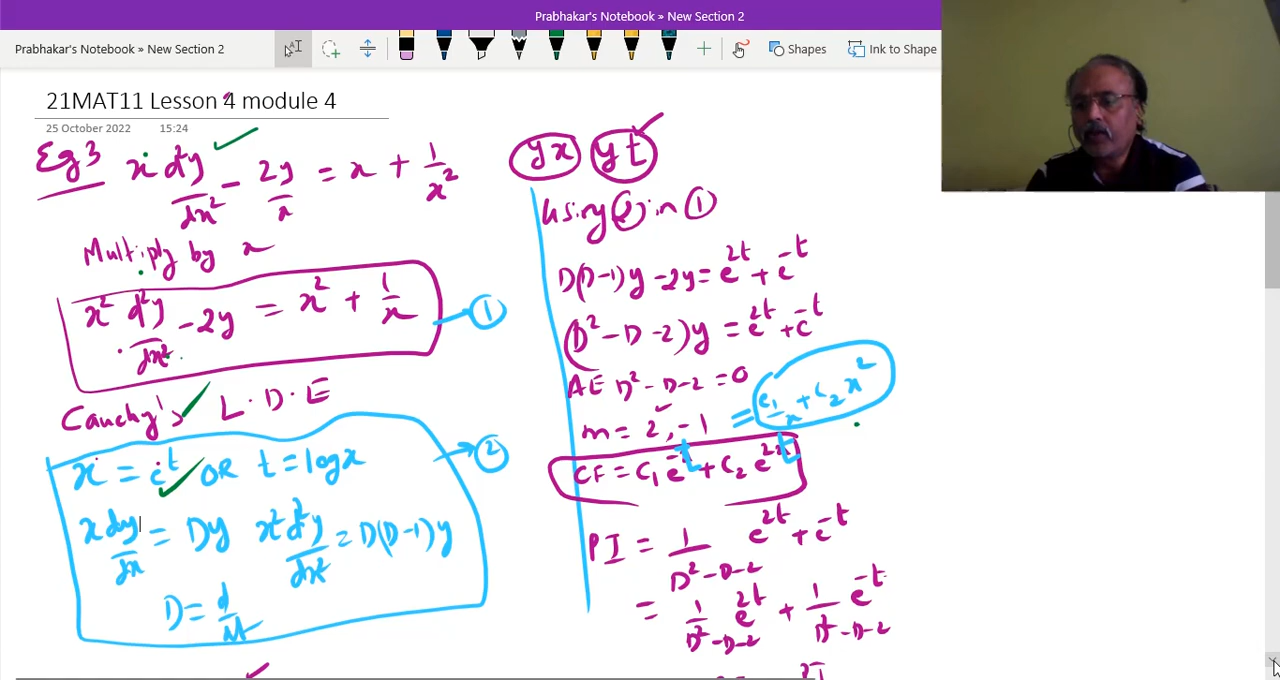 Prabhakar's Notebook » New Section 2
Prabhakar's Notebook » New Section 2
Shapes
Ink to Shape
21MAT11 Lesson 4 module 4
25 October 2022 15:24
Eg 3 x d²y/dx² - 2y/x = x + 1/x²
Multiply by x
x² d²y/dx² - 2y = x² + 1/x → ①
Cauchy's L.D.E
x = e^t OR t = log x → ②
x dy/dx = Dy x² d²y/dx² = D(D-1)y
D = d/dt
yx yt
Using ② in ①
D(D-1)y - 2y = e^2t + e^-t
(D² - D - 2)y = e^2t + e^-t
AE D² - D - 2 = 0
m = 2, -1
CF = C₁e^-t + C₂e^2t
= C₁/x + C₂x²
PI = 1/(D² - D - 2) e^2t + e^-t
= 1/(D² - D - 2) e^2t + 1/(D² - D - 2) e^-t